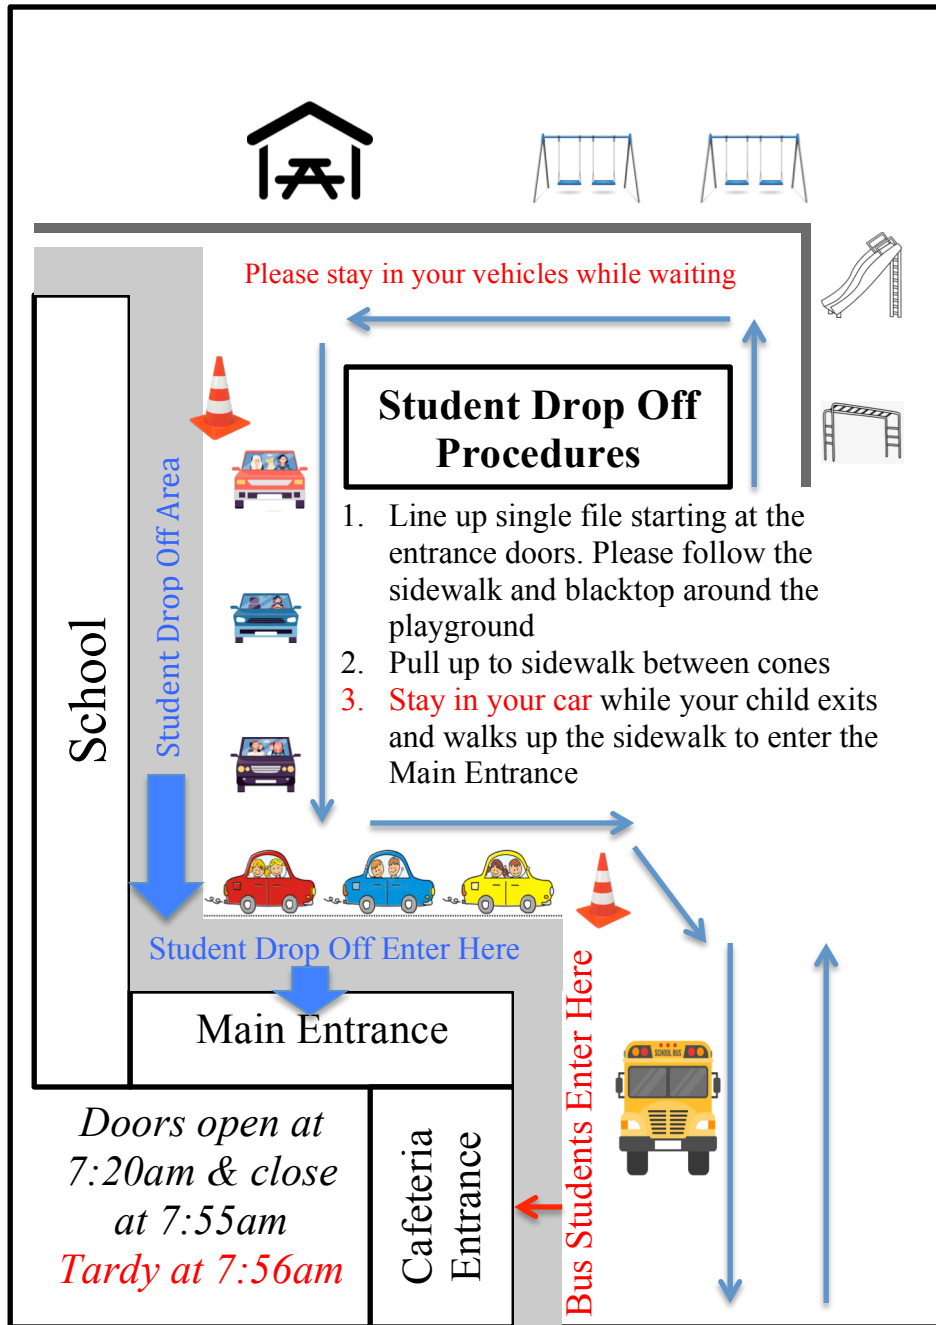 Please stay in your vehicles while waiting
Student Drop Off
Procedures
1. Line up single file starting at the
entrance doors. Please follow the
sidewalk and blacktop around the
playground
2. Pull up to sidewalk between cones
3. Stay in your car while your child exits
and walks up the sidewalk to enter the
Main Entrance
School
Student Drop Off Area
Student Drop Off Enter Here
Main Entrance
Bus Students Enter Here
SCHOOL BUS
Doors open at
7:20am & close
at 7:55am
Tardy at 7:56am
Cafeteria
Entrance